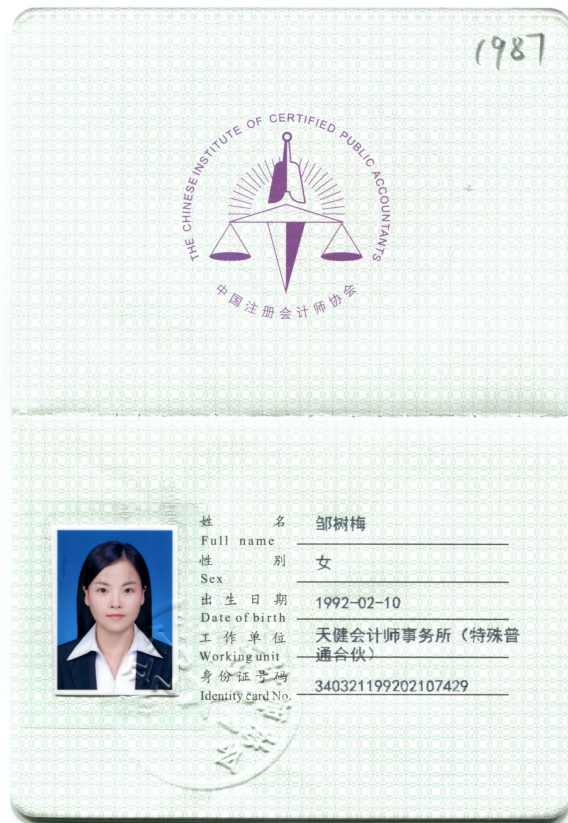 1987
THE CHINESE INSTITUTE OF CERTIFIED PUBLIC ACCOUNTANTS
中国注册会计师协会
姓 名 邹树梅
Full name
性 别 女
Sex
出生日期 1992-02-10
Date of birth
工作单位 天健会计师事务所（特殊普
Working unit 通合伙）
身份证号码 340321199202107429
Identity card No.